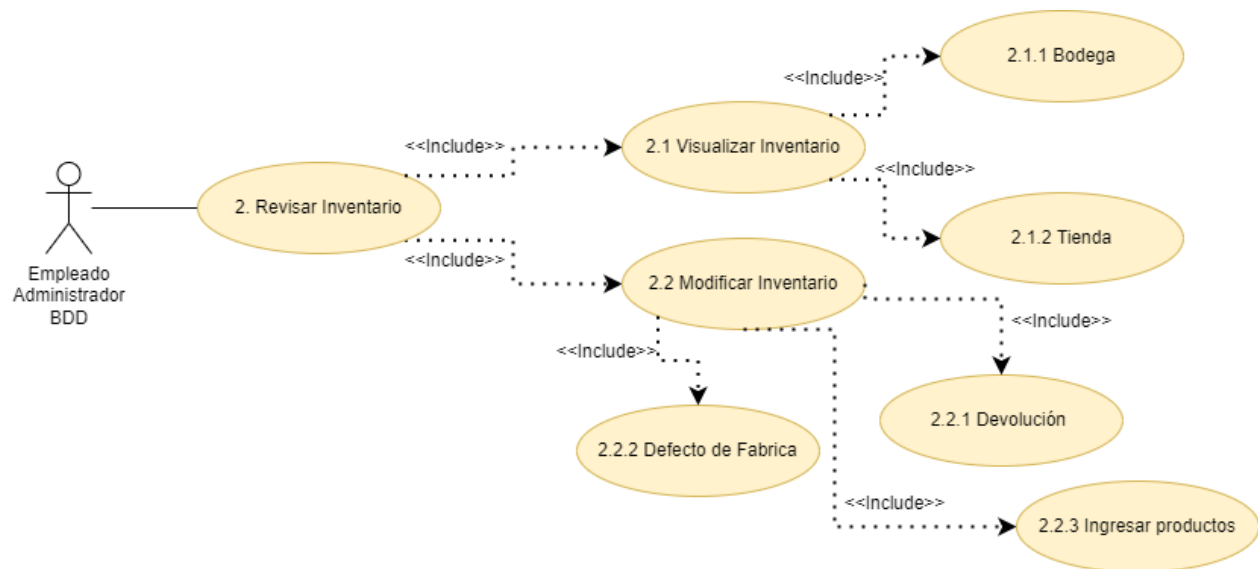 2.1.1 Bodega
<<Include>>
<<Include>>
2.1 Visualizar Inventario
<<Include>>
2. Revisar Inventario
2.1.2 Tienda
<<Include>>
Empleado
Administrador
BDD
2.2 Modificar Inventario
<<Include>>
<<Include>>
2.2.1 Devolución
2.2.2 Defecto de Fabrica
<<Include>>
2.2.3 Ingresar productos